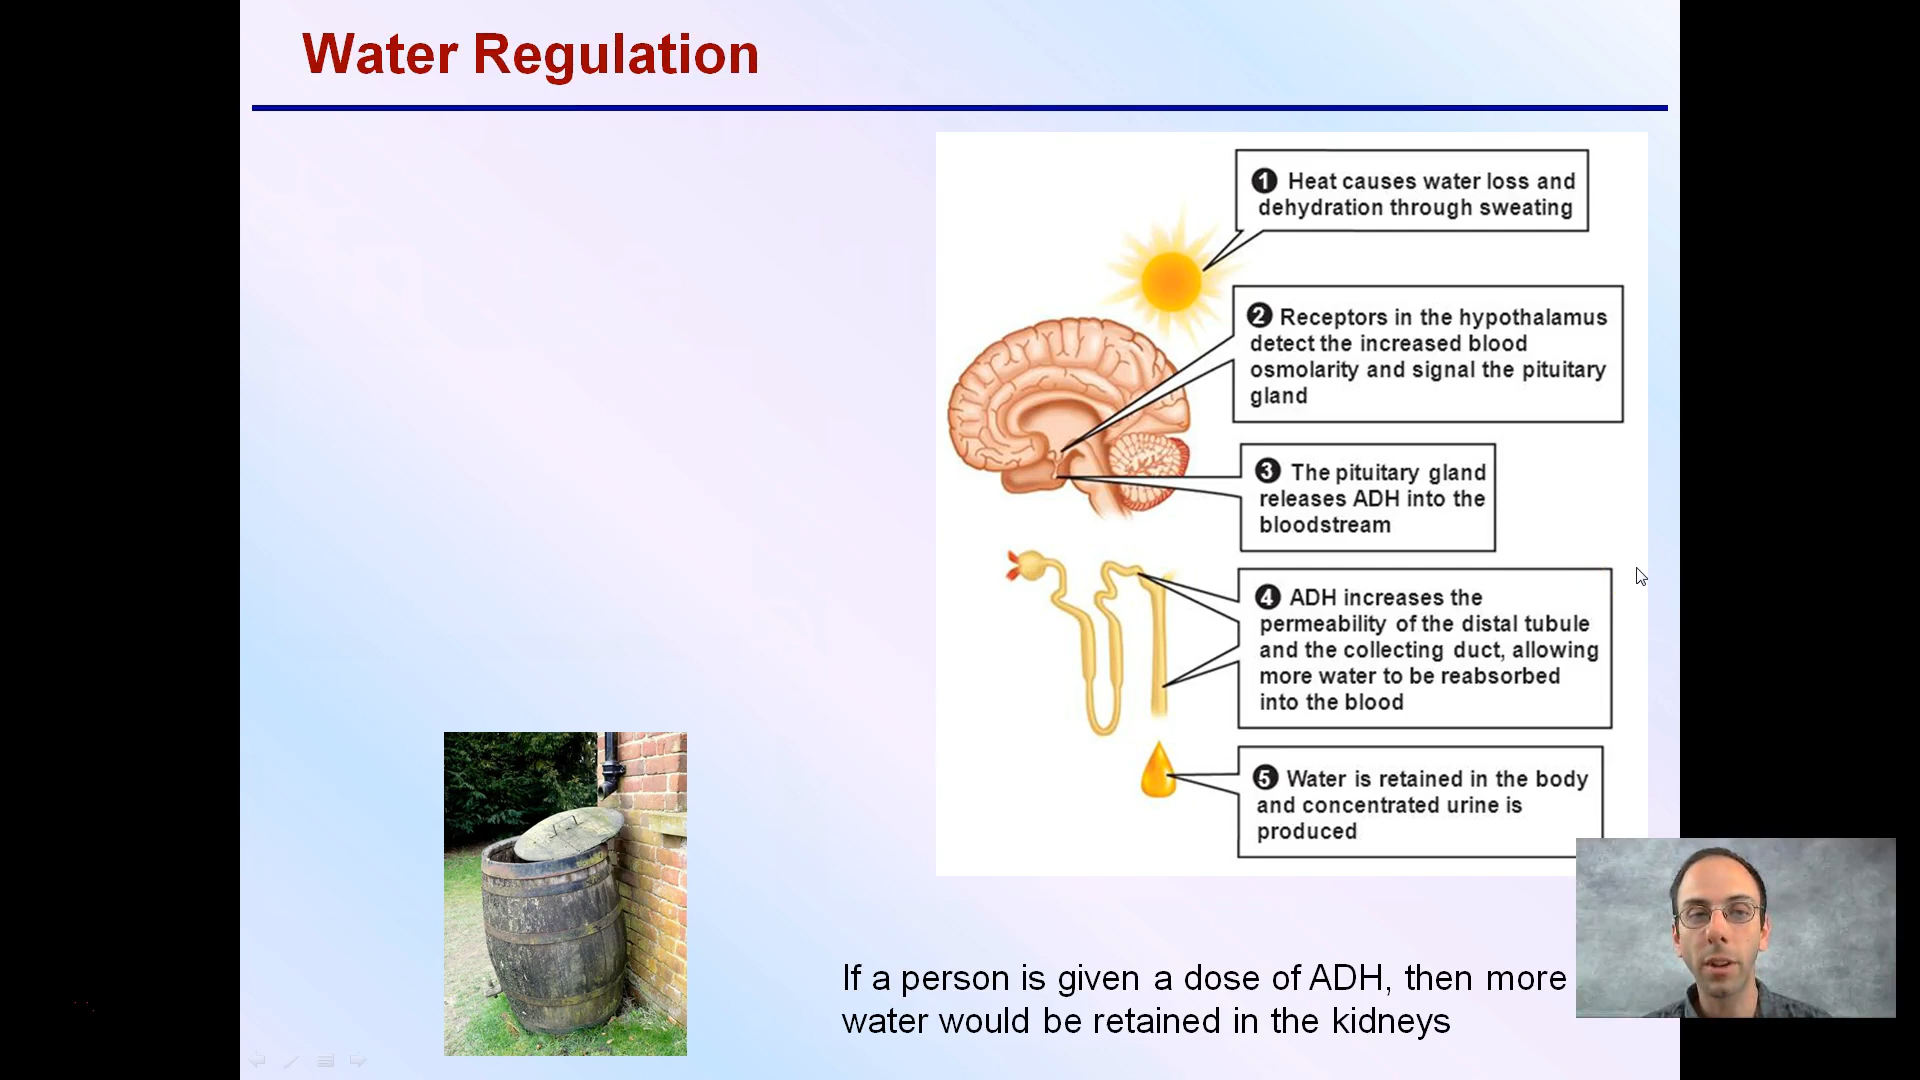 Water Regulation
1 Heat causes water loss and
dehydration through sweating
2 Receptors in the hypothalamus
detect the increased blood
osmolarity and signal the pituitary
gland
3 The pituitary gland
releases ADH into the
bloodstream
4 ADH increases the
permeability of the distal tubule
and the collecting duct, allowing
more water to be reabsorbed
into the blood
5 Water is retained in the body
and concentrated urine is
produced
If a person is given a dose of ADH, then more
water would be retained in the kidneys